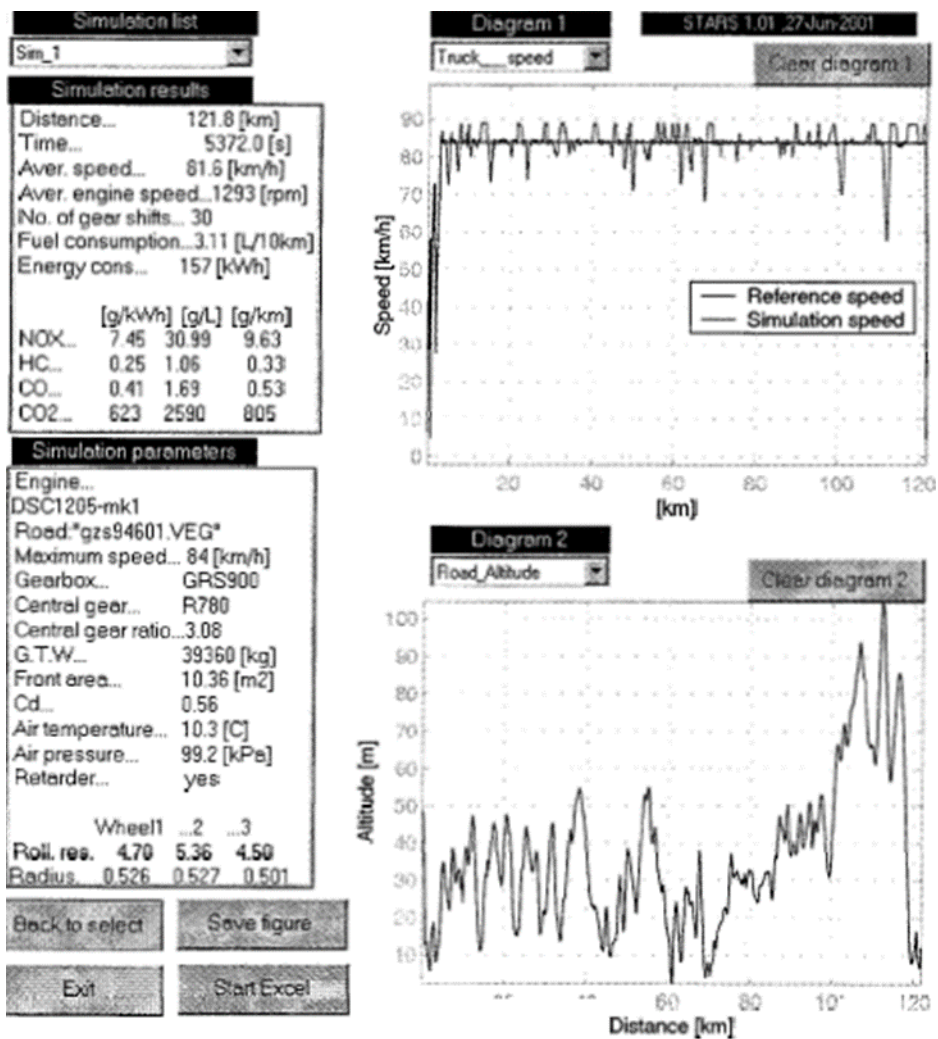 Simulation list
Sim_1
Simulation results
Distance... 121.8 [km]
Time... 5372.0 [s]
Aver. speed... 81.6 [km/h]
Aver. engine speed...1293 [rpm]
No. of gear shifts... 30
Fuel consumption...3.11 [L/10km]
Energy cons... 157 [kWh]
[g/kWh] [g/L] [g/km]
NOX... 7.45 30.99 9.63
HC... 0.25 1.06 0.33
CO... 0.41 1.69 0.53
CO2... 623 2590 805
Simulation parameters
Engine...
DSC1205-mk1
Road:"gzs94601.VEG"
Maximum speed... 84 [km/h]
Gearbox... GRS900
Central gear... R780
Central gear ratio...3.08
G.T.W... 39360 [kg]
Front area... 10.36 [m2]
Cd... 0.56
Air temperature... 10.3 [C]
Air pressure... 99.2 [kPa]
Retarder... yes
Wheel1 ...2 ...3
Roll. res. 4.70 5.36 4.50
Radius. 0.526 0.527 0.501
Back to select
Save figure
Exit
Start Excel
Diagram 1
STARS 1.01 ,27-Jun-2001
Truck___speed
Clear diagram 1
90
80
70
60
50
40
30
20
10
0
Speed [km/h]
Reference speed
Simulation speed
20 40 60 80 100 120
[km]
Diagram 2
Road_Altitude
Clear diagram 2
100
90
80
70
60
50
40
30
20
10
Altitude [m]
60 80 120
Distance [km]